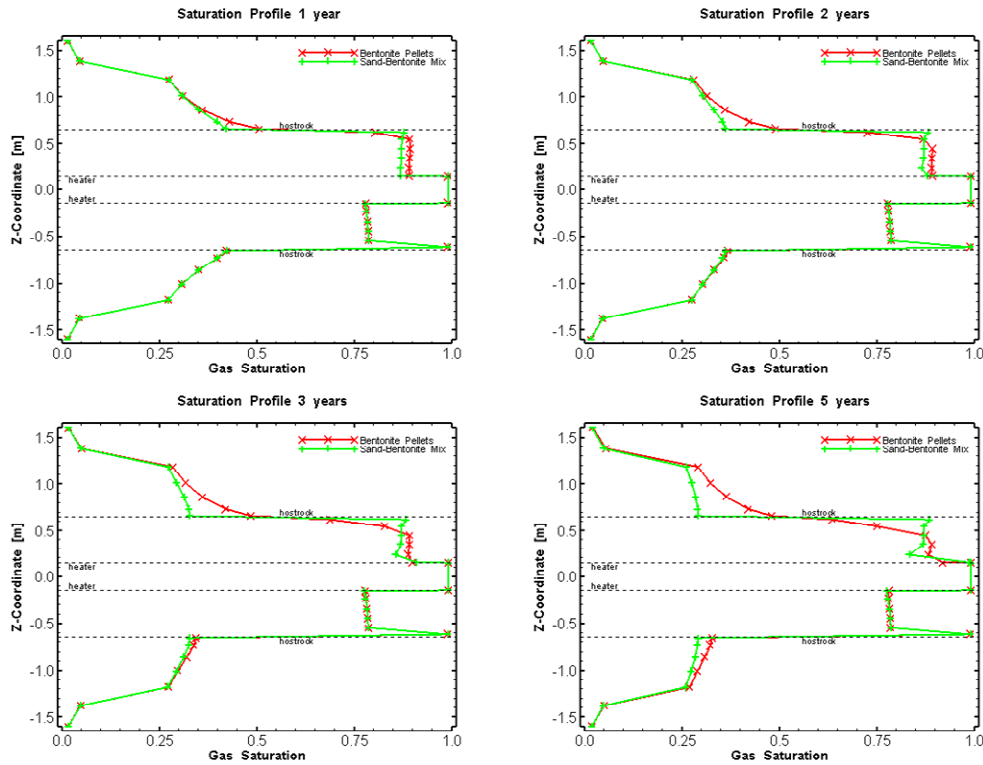 Saturation Profile 1 year
Bentonite Pellets
Sand-Bentonite Mix
hostrock
heater
heater
hostrock
1.5
1.0
0.5
0.0
-0.5
-1.0
-1.5
Z-Coordinate [m]
0.0 0.25 0.5 0.75 1.0
Gas Saturation
Saturation Profile 2 years
Bentonite Pellets
Sand-Bentonite Mix
hostrock
heater
heater
hostrock
1.5
1.0
0.5
0.0
-0.5
-1.0
-1.5
Z-Coordinate [m]
0.0 0.25 0.5 0.75 1.0
Gas Saturation
Saturation Profile 3 years
Bentonite Pellets
Sand-Bentonite Mix
hostrock
heater
heater
hostrock
1.5
1.0
0.5
0.0
-0.5
-1.0
-1.5
Z-Coordinate [m]
0.0 0.25 0.5 0.75 1.0
Gas Saturation
Saturation Profile 5 years
Bentonite Pellets
Sand-Bentonite Mix
hostrock
heater
heater
hostrock
1.5
1.0
0.5
0.0
-0.5
-1.0
-1.5
Z-Coordinate [m]
0.0 0.25 0.5 0.75 1.0
Gas Saturation